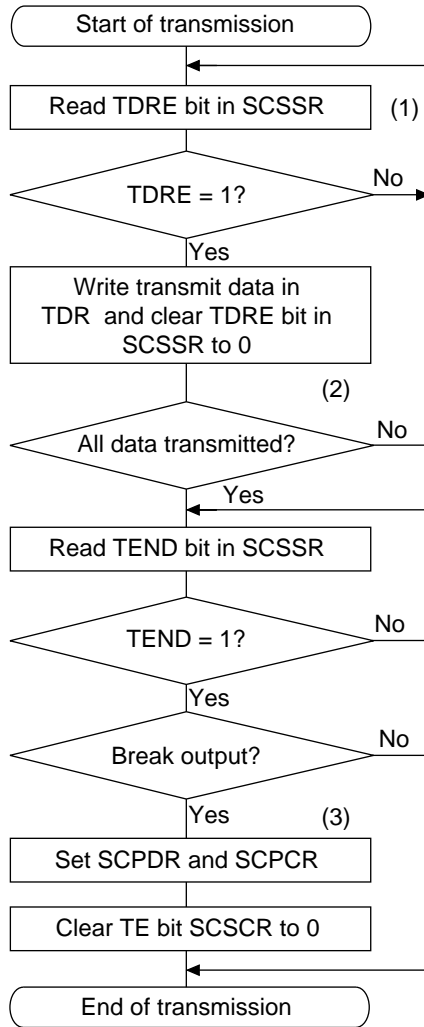 Start of transmission
Read TDRE bit in SCSSR
(1)
TDRE = 1?
No
Yes
Write transmit data in
TDR and clear TDRE bit in
SCSSR to 0
(2)
All data transmitted?
No
Yes
Read TEND bit in SCSSR
TEND = 1?
No
Yes
Break output?
No
Yes
(3)
Set SCPDR and SCPCR
Clear TE bit SCSCR to 0
End of transmission